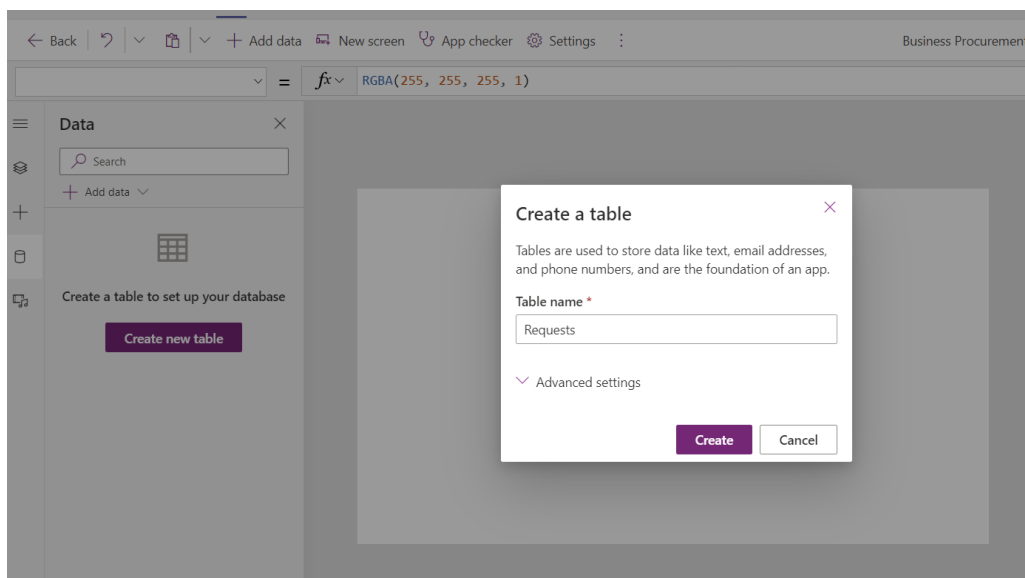 Back
Add data
New screen
App checker
Settings
Business Procurement
=
fx
RGBA(255, 255, 255, 1)
Data
Search
Add data
Create a table to set up your database
Create new table
Create a table
Tables are used to store data like text, email addresses,
and phone numbers, and are the foundation of an app.
Table name *
Requests
Advanced settings
Create
Cancel